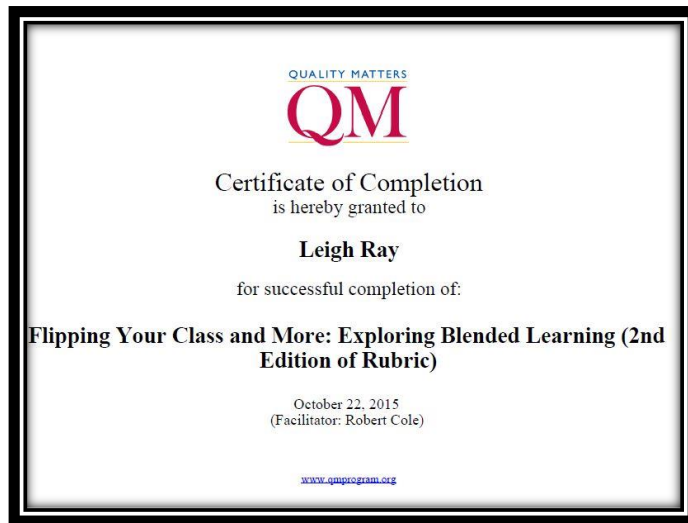 QUALITY MATTERS
QM
Certificate of Completion
is hereby granted to
Leigh Ray
for successful completion of:
Flipping Your Class and More: Exploring Blended Learning (2nd
Edition of Rubric)
October 22, 2015
(Facilitator: Robert Cole)
www.qmprogram.org